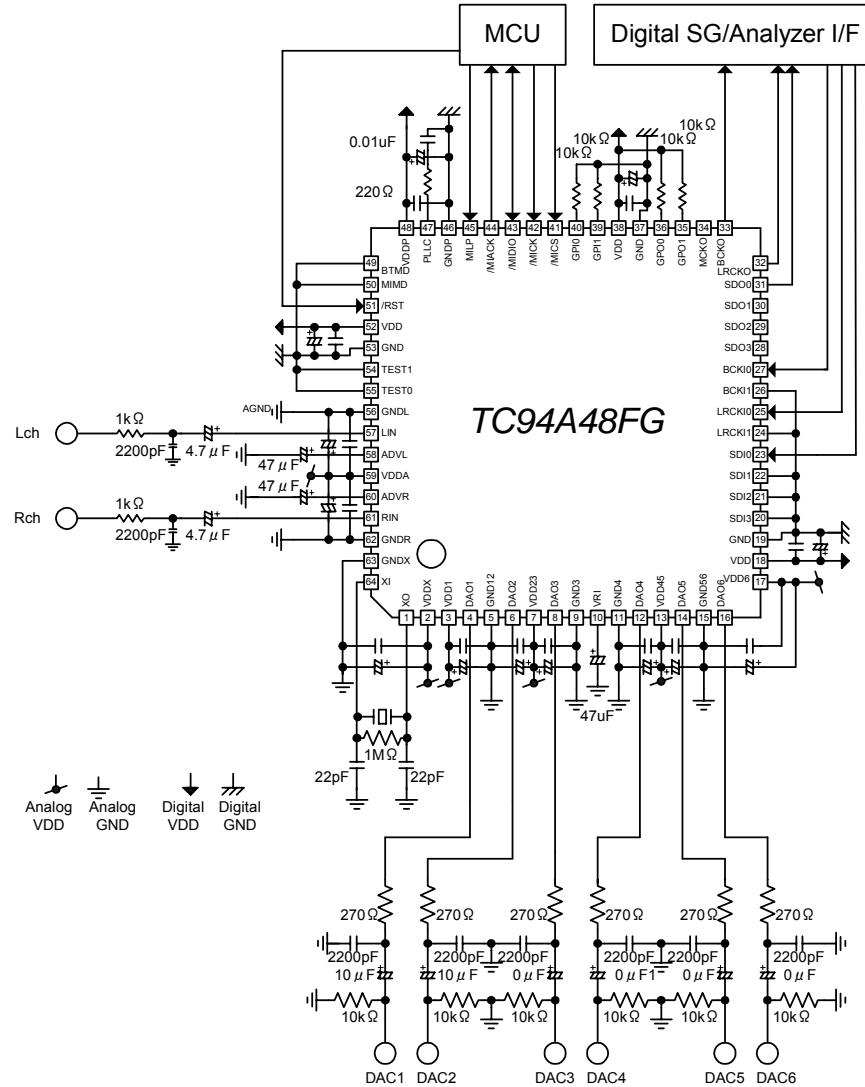 MCU
Digital SG/Analyzer I/F
0.01uF
220Ω
10kΩ
10kΩ
10kΩ
10kΩ
48 47 46 45 44 43 42 41 40 39 38 37 36 35 34 33
VDDP
PLLC
GNDP
MILP
/MIACK
/MIDIO
/MICK
/MICS
GPI0
GPI1
VDD
GND
GPO0
GPO1
MCKO
BCKO
49 BTMD
50 MIMD
51 /RST
52 VDD
53 GND
54 TEST1
55 TEST0
56 GNDL
57 LIN
58 ADVL
59 VDDA
60 ADVR
61 RIN
62 GNDR
63 GNDX
64 XI
LRCKO 32
SDO0 31
SDO1 30
SDO2 29
SDO3 28
BCKI0 27
BCKI1 26
LRCKI0 25
LRCKI1 24
SDI0 23
SDI1 22
SDI2 21
SDI3 20
GND 19
VDD 18
VDD6 17
TC94A48FG
AGND
Lch
1kΩ
2200pF
4.7μF
+
47μF
+
47μF
+
Rch
1kΩ
2200pF
4.7μF
+
XO
VDDX
VDD1
DAO1
GND12
DAO2
VDD23
DAO3
GND3
VRI
GND4
DAO4
VDD45
DAO5
GND56
DAO6
1 2 3 4 5 6 7 8 9 10 11 12 13 14 15 16
47uF
1MΩ
22pF
22pF
Analog VDD
Analog GND
Digital VDD
Digital GND
270Ω
270Ω
270Ω
270Ω
270Ω
270Ω
2200pF
2200pF
2200pF
2200pF
2200pF
2200pF
10μF
10μF
0μF
0μF1
0μF
0μF
10kΩ
10kΩ
10kΩ
10kΩ
10kΩ
10kΩ
DAC1
DAC2
DAC3
DAC4
DAC5
DAC6